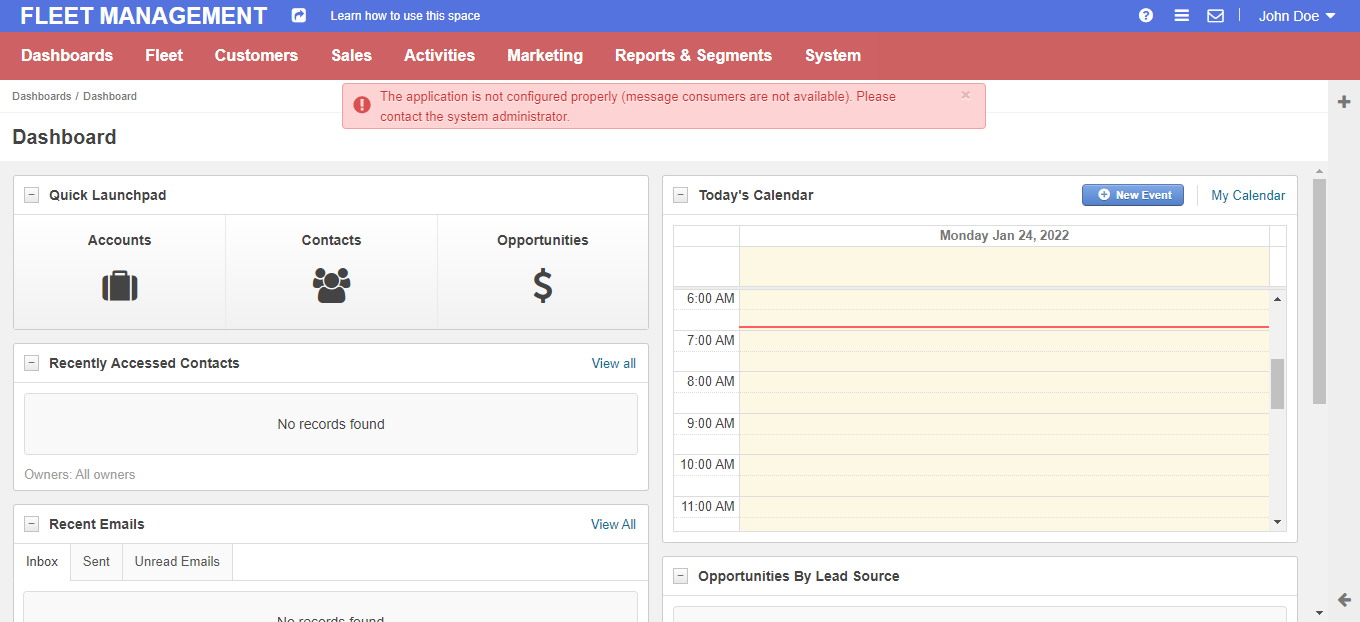 FLEET MANAGEMENT
Learn how to use this space
John Doe
Dashboards Fleet Customers Sales Activities Marketing Reports & Segments System
Dashboards / Dashboard
The application is not configured properly (message consumers are not available). Please
contact the system administrator.
×
Dashboard
Quick Launchpad
Accounts
Contacts
Opportunities
Recently Accessed Contacts
View all
No records found
Owners: All owners
Recent Emails
View All
Inbox
Sent
Unread Emails
No records found
Today's Calendar
New Event
My Calendar
Monday Jan 24, 2022
6:00 AM
7:00 AM
8:00 AM
9:00 AM
10:00 AM
11:00 AM
Opportunities By Lead Source